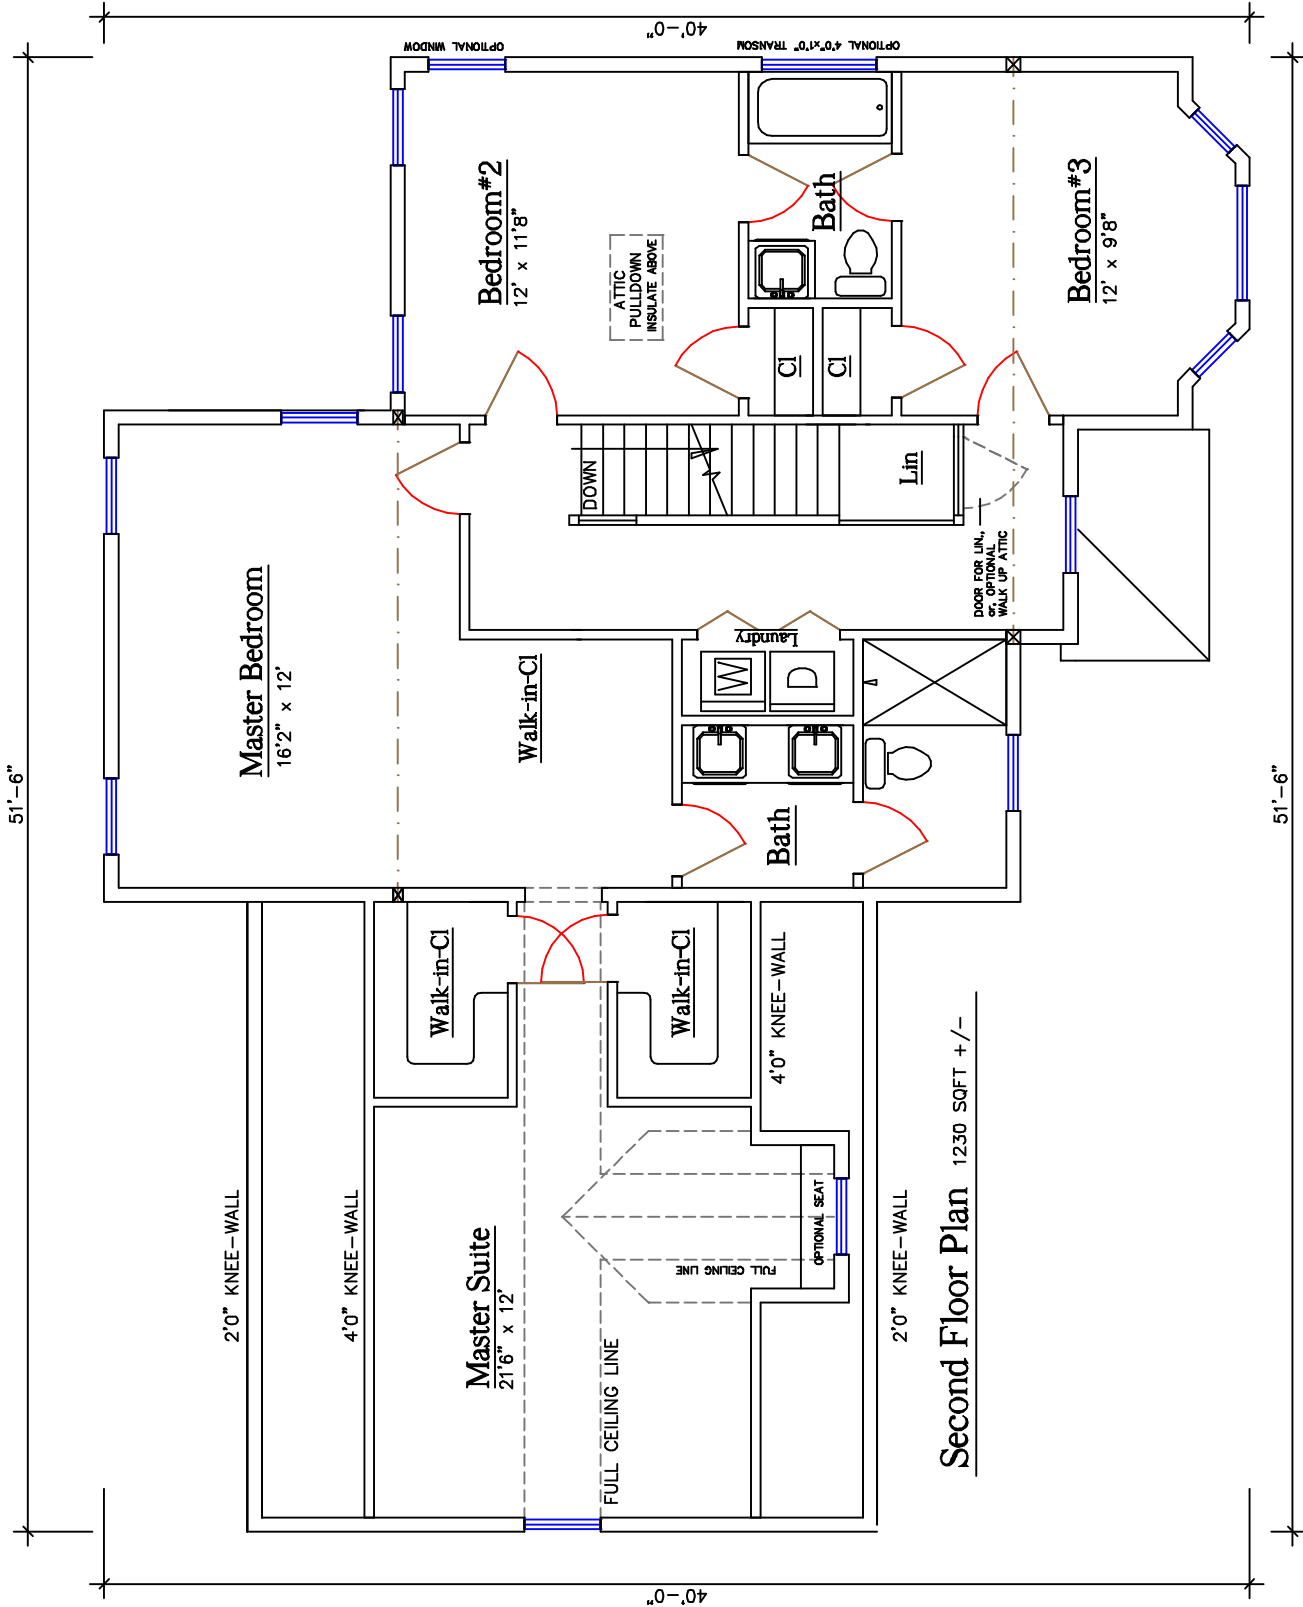 40'-0"
OPTIONAL WINDOW
OPTIONAL 4'0"x1'0" TRANSOM
51'-6"
51'-6"
Bedroom#2
12' x 11'8"
Bath
Bedroom#3
12' x 9'8"
ATTIC
PULLDOWN
INSULATE ABOVE
Cl
Cl
DOWN
Lin
DOOR FOR LIN.,
or, OPTIONAL
WALK UP ATTIC
Master Bedroom
16'2" x 12'
Walk-in-Cl
Laundry
W
D
Bath
Walk-in-Cl
Walk-in-Cl
4'0" KNEE-WALL
2'0" KNEE-WALL
4'0" KNEE-WALL
Master Suite
21'6" x 12'
FULL CEILING LINE
FULL CEILING LINE
OPTIONAL SEAT
2'0" KNEE-WALL
Second Floor Plan 1230 SQFT +/-
40'-0"